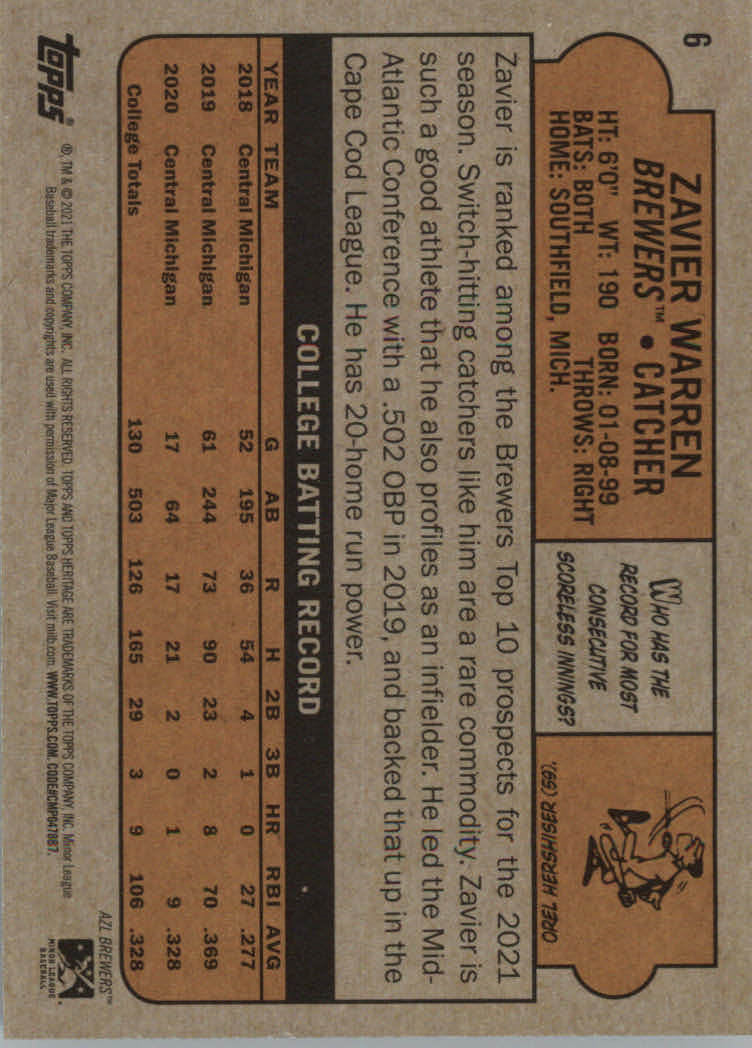 6
ZAVIER WARREN
BREWERS™ • CATCHER
HT: 6'0" WT: 190 BORN: 01-08-99
BATS: BOTH THROWS: RIGHT
HOME: SOUTHFIELD, MICH.
WHO HAS THE
RECORD FOR MOST
CONSECUTIVE
SCORELESS INNINGS?
OREL HERSHISER (59).
Zavier is ranked among the Brewers Top 10 prospects for the 2021
season. Switch-hitting catchers like him are a rare commodity. Zavier is
such a good athlete that he also profiles as an infielder. He led the Mid-
Atlantic Conference with a .502 OBP in 2019, and backed that up in the
Cape Cod League. He has 20-home run power.
COLLEGE BATTING RECORD
YEAR TEAM G AB R H 2B 3B HR RBI AVG
2018 Central Michigan 52 195 36 54 4 1 0 27 .277
2019 Central Michigan 61 244 73 90 23 2 8 70 .369
2020 Central Michigan 17 64 17 21 2 0 1 9 .328
College Totals 130 503 126 165 29 3 9 106 .328
AZL BREWERS™
topps®
®, TM & © 2021 THE TOPPS COMPANY, INC. ALL RIGHTS RESERVED. TOPPS AND TOPPS HERITAGE ARE TRADEMARKS OF THE TOPPS COMPANY, INC. Minor League
Baseball trademarks and copyrights are used with permission of Major League Baseball. Visit milb.com. WWW.TOPPS.COM. CODE#CMP047887.
MINOR LEAGUE
BASEBALL